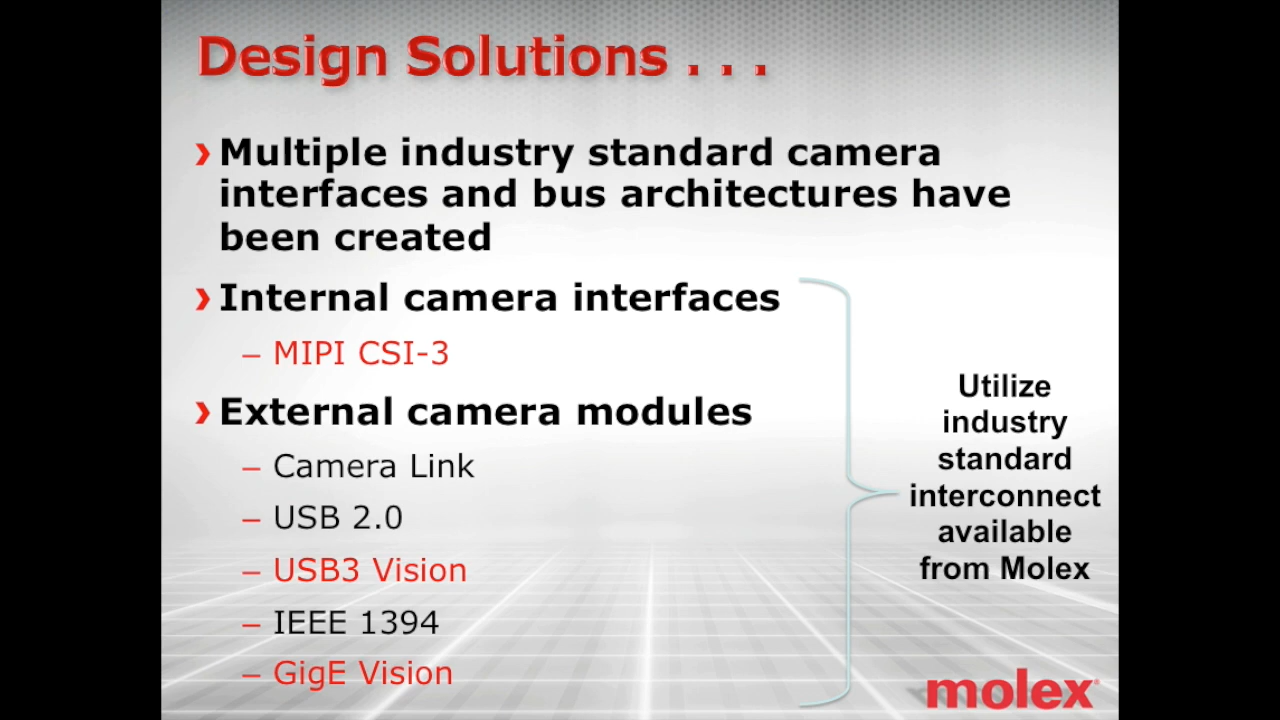 Design Solutions . . .
› Multiple industry standard camera
interfaces and bus architectures have
been created
› Internal camera interfaces
– MIPI CSI-3
› External camera modules
– Camera Link
– USB 2.0
– USB3 Vision
– IEEE 1394
– GigE Vision
Utilize
industry
standard
interconnect
available
from Molex
molex